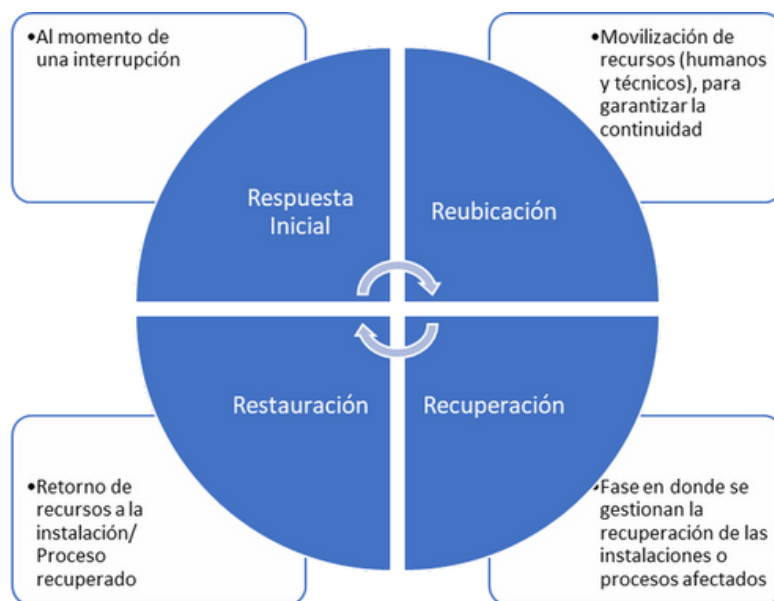 •Al momento de
una interrupción
•Movilización de
recursos (humanos
y técnicos), para
garantizar la
continuidad
Respuesta
Inicial
Reubicación
Restauración
Recuperación
•Retorno de
recursos a la
instalación/
Proceso
recuperado
•Fase en donde se
gestionan la
recuperación de las
instalaciones o
procesos afectados